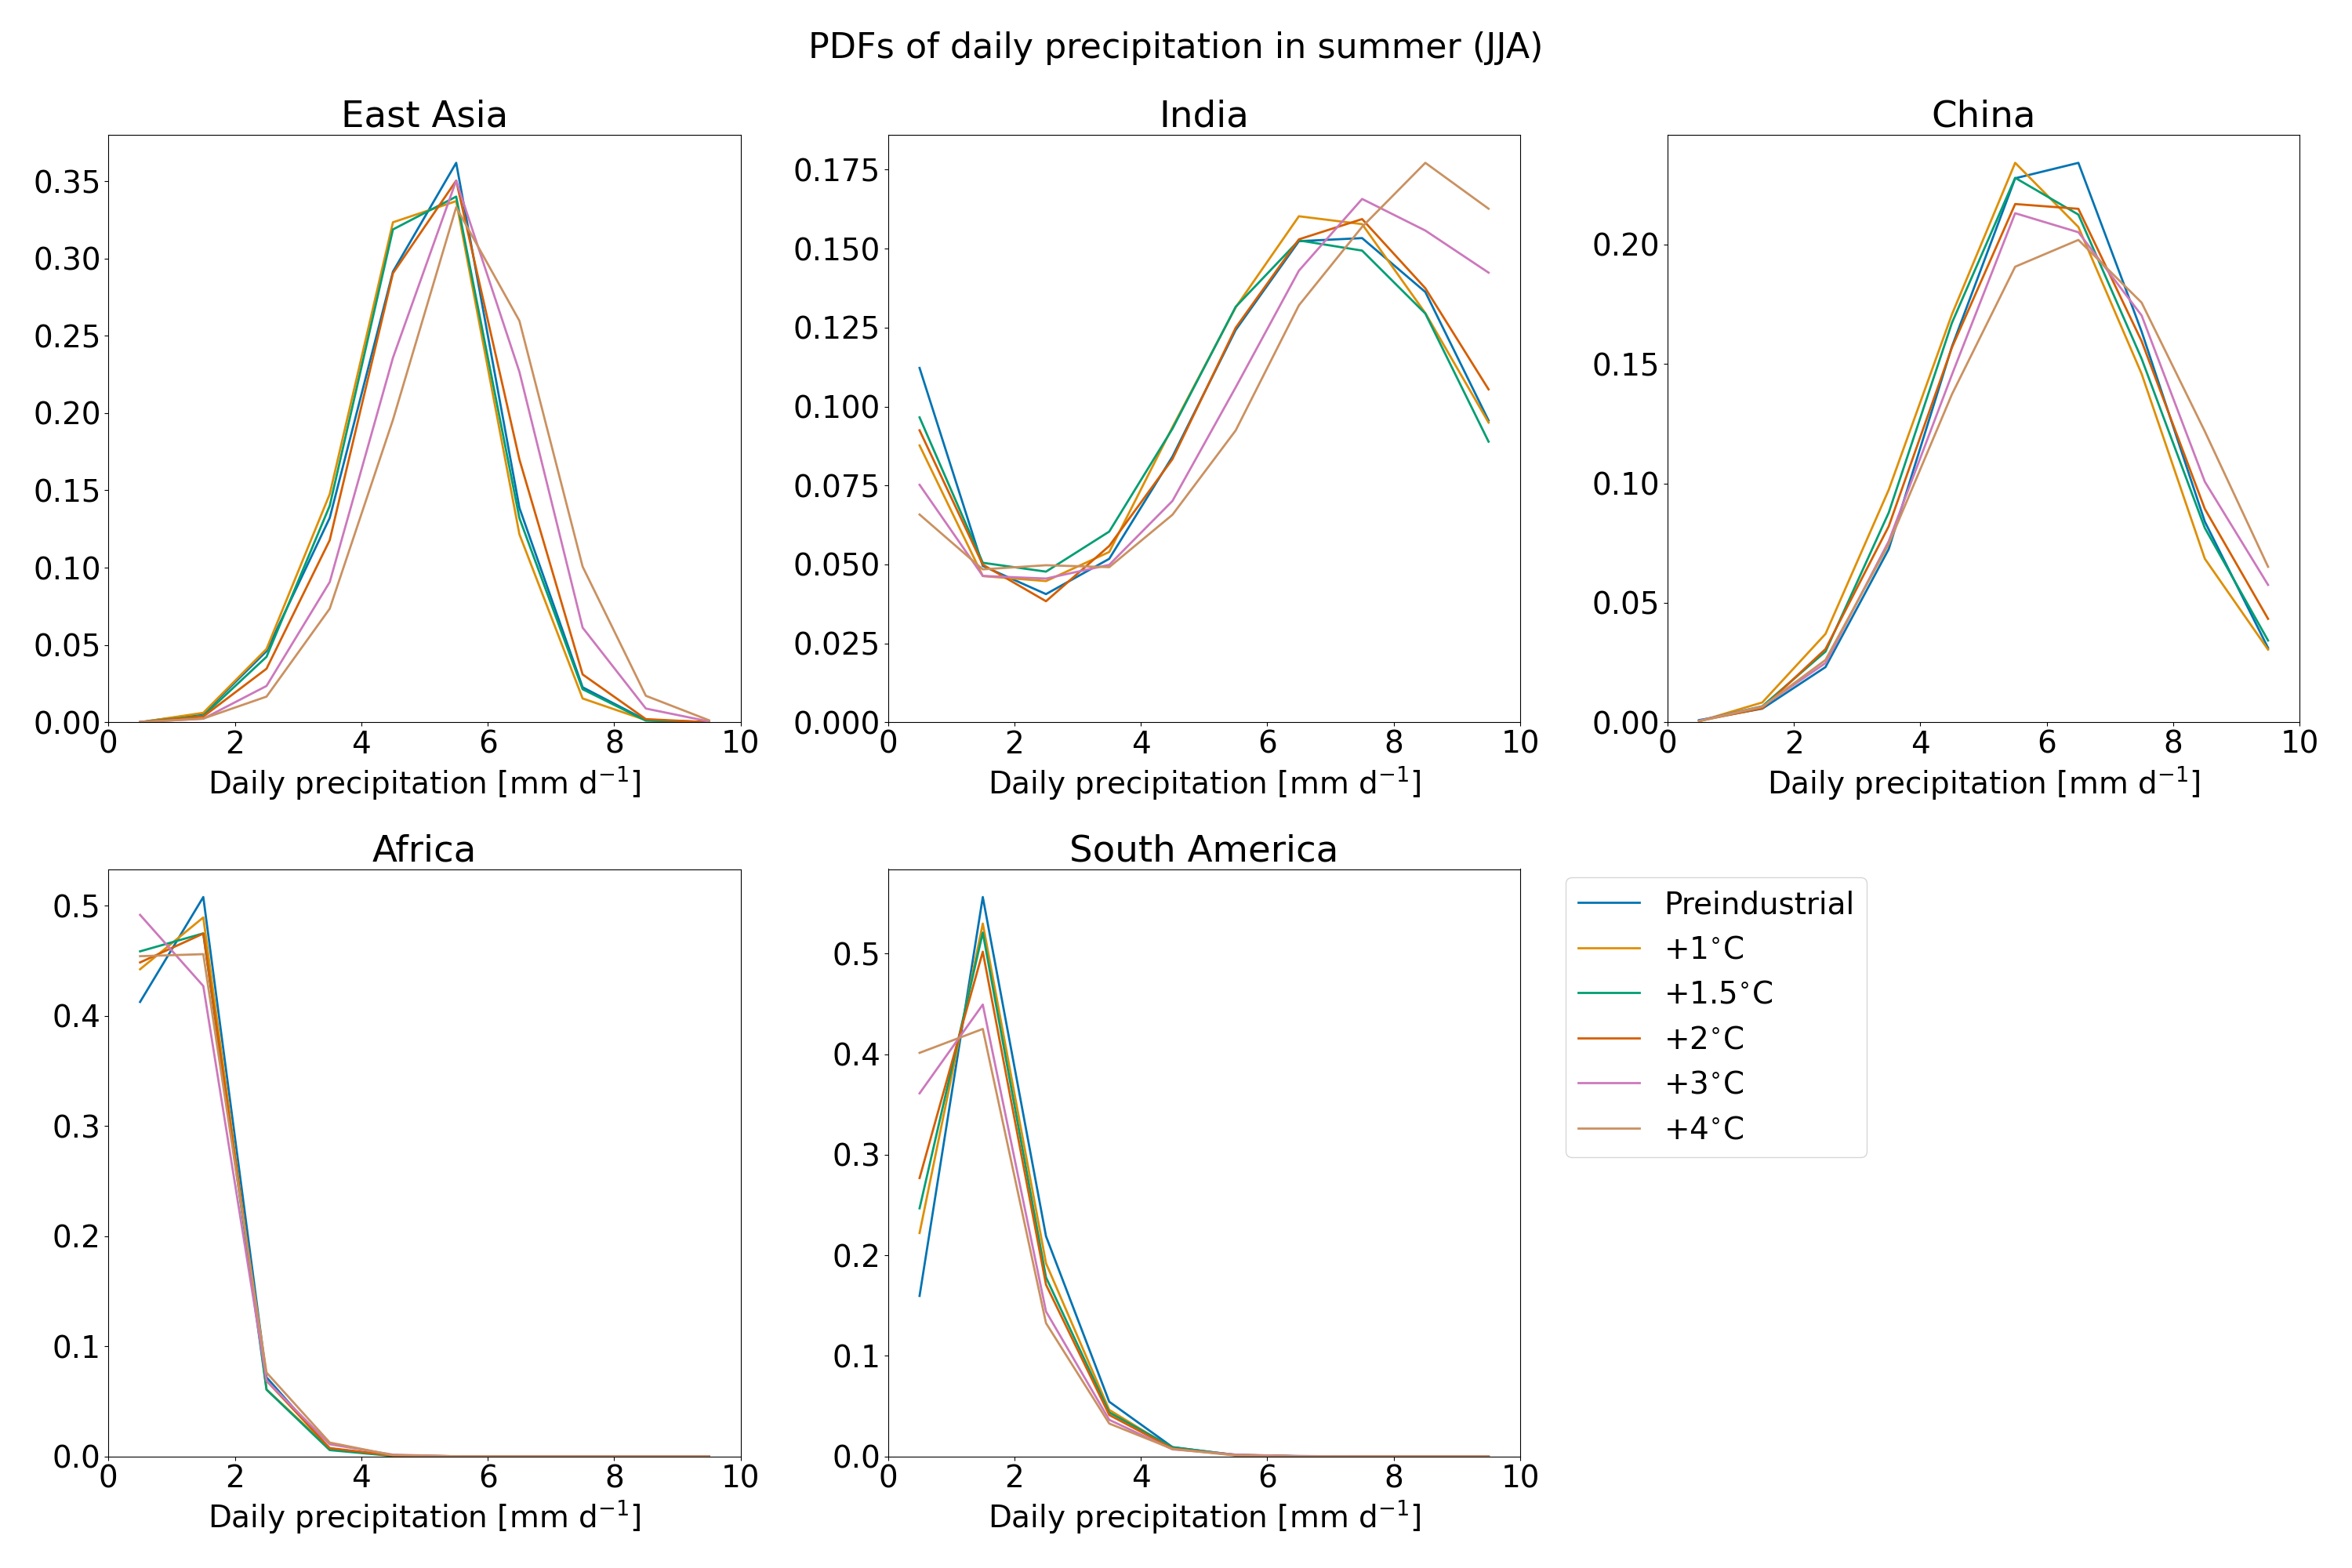 PDFs of daily precipitation in summer (JJA)
East Asia
0.35
0.30
0.25
0.20
0.15
0.10
0.05
0.00
0 2 4 6 8 10
Daily precipitation [mm d⁻¹]
India
0.175
0.150
0.125
0.100
0.075
0.050
0.025
0.000
0 2 4 6 8 10
Daily precipitation [mm d⁻¹]
China
0.20
0.15
0.10
0.05
0.00
0 2 4 6 8 10
Daily precipitation [mm d⁻¹]
Africa
0.5
0.4
0.3
0.2
0.1
0.0
0 2 4 6 8 10
Daily precipitation [mm d⁻¹]
South America
0.5
0.4
0.3
0.2
0.1
0.0
0 2 4 6 8 10
Daily precipitation [mm d⁻¹]
Preindustrial
+1°C
+1.5°C
+2°C
+3°C
+4°C